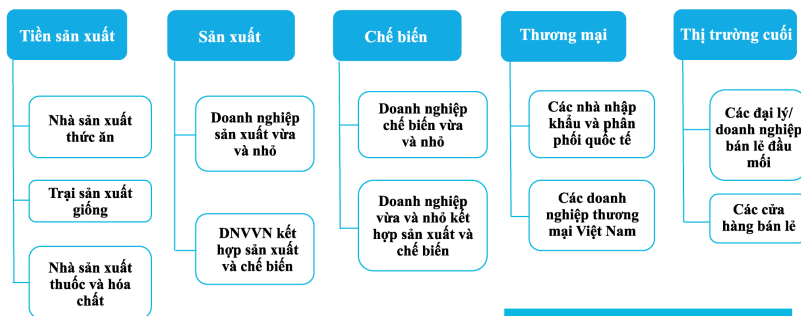 Tiền sản xuất
Nhà sản xuất
thức ăn
Trại sản xuất
giống
Nhà sản xuất
thuốc và hóa
chất
Sản xuất
Doanh nghiệp
sản xuất vừa
và nhỏ
DNVVN kết
hợp sản xuất
và chế biến
Chế biến
Doanh nghiệp
chế biến vừa
và nhỏ
Doanh nghiệp
vừa và nhỏ kết
hợp sản xuất và
chế biến
Thương mại
Các nhà nhập
khẩu và phân
phối quốc tế
Các doanh
nghiệp thương
mại Việt Nam
Thị trường cuối
Các đại lý/
doanh nghiệp
bán lẻ đầu
mối
Các cửa
hàng bán lẻ